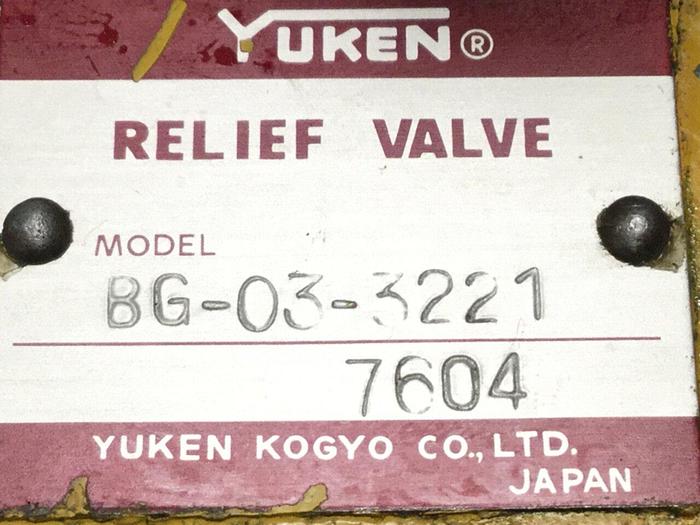 YUKEN®
RELIEF VALVE
MODEL
BG-03-3221
7604
YUKEN KOGYO CO., LTD.
JAPAN